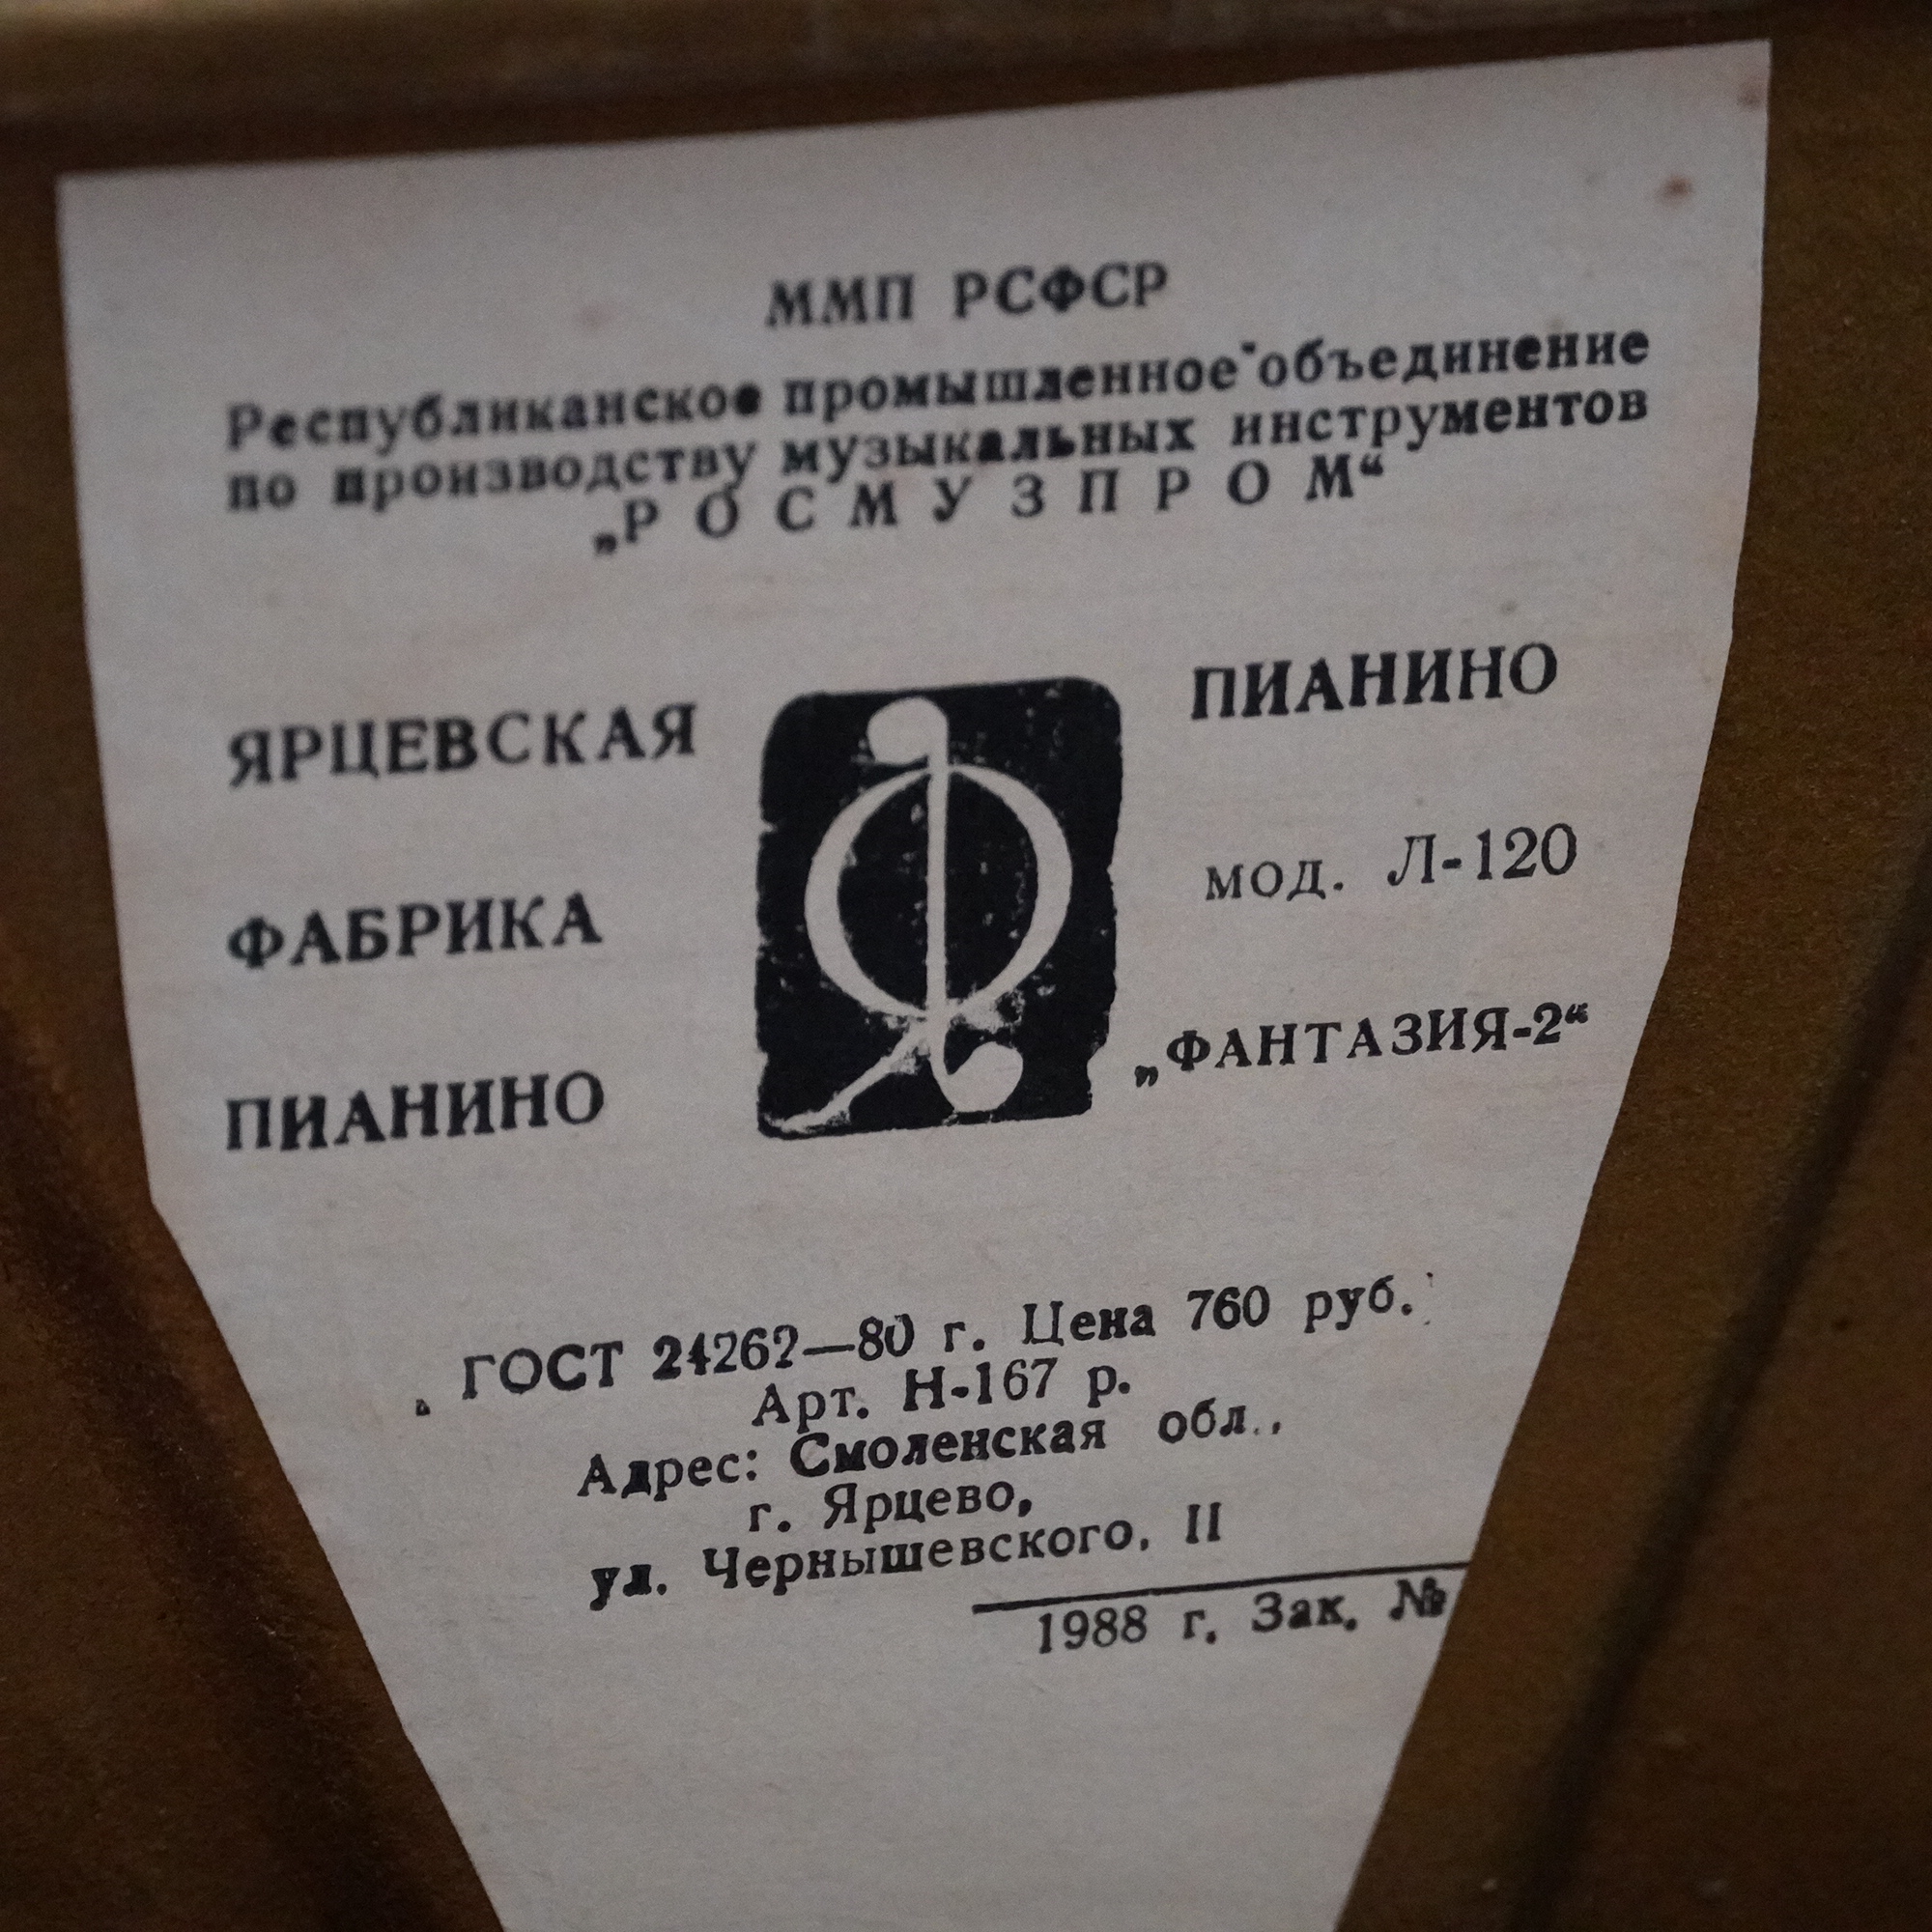 ММП РСФСР
Республиканское промышленное объединение
по производству музыкальных инструментов
„РОСМУЗПРОМ“
ЯРЦЕВСКАЯ
ФАБРИКА
ПИАНИНО
ПИАНИНО
мод. Л-120
„ФАНТАЗИЯ-2“
ГОСТ 24262—80 г. Цена 760 руб.
Арт. Н-167 р.
Адрес: Смоленская обл.,
г. Ярцево,
ул. Чернышевского, II
1988 г. Зак. №